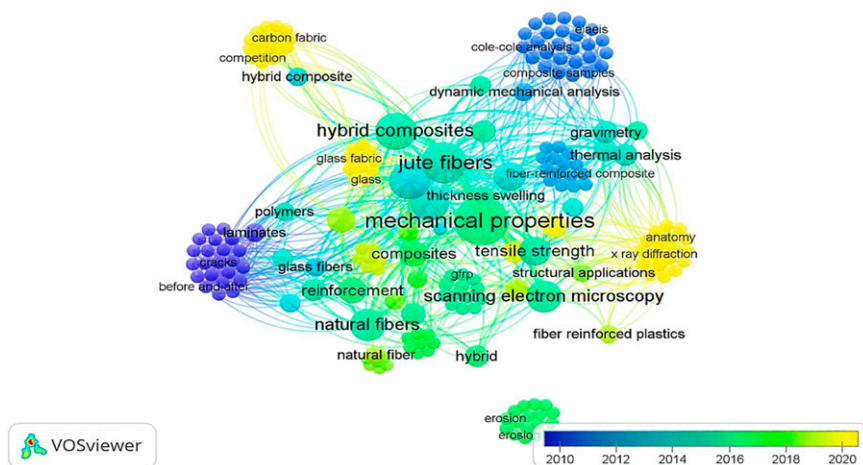 carbon fabric
elaeis
cole-cole analysis
competition
hybrid composite
composite samples
dynamic mechanical analysis
hybrid composites
gravimetry
glass fabric
jute fibers
thermal analysis
glass
fiber-reinforced composite
thickness swelling
polymers
mechanical properties
laminates
anatomy
composites
tensile strength
x ray diffraction
cracks
glass fibers
gfrp
structural applications
before and-after
reinforcement
scanning electron microscopy
natural fibers
fiber reinforced plastics
natural fiber
hybrid
erosion
erosio
VOSviewer
2010 2012 2014 2016 2018 2020